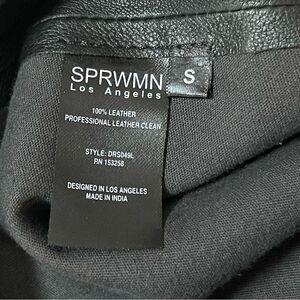 SPRWMN
Los Angeles
S
100% LEATHER
PROFESSIONAL LEATHER CLEAN
STYLE: DRS049L
RN 153258
DESIGNED IN LOS ANGELES
MADE IN INDIA